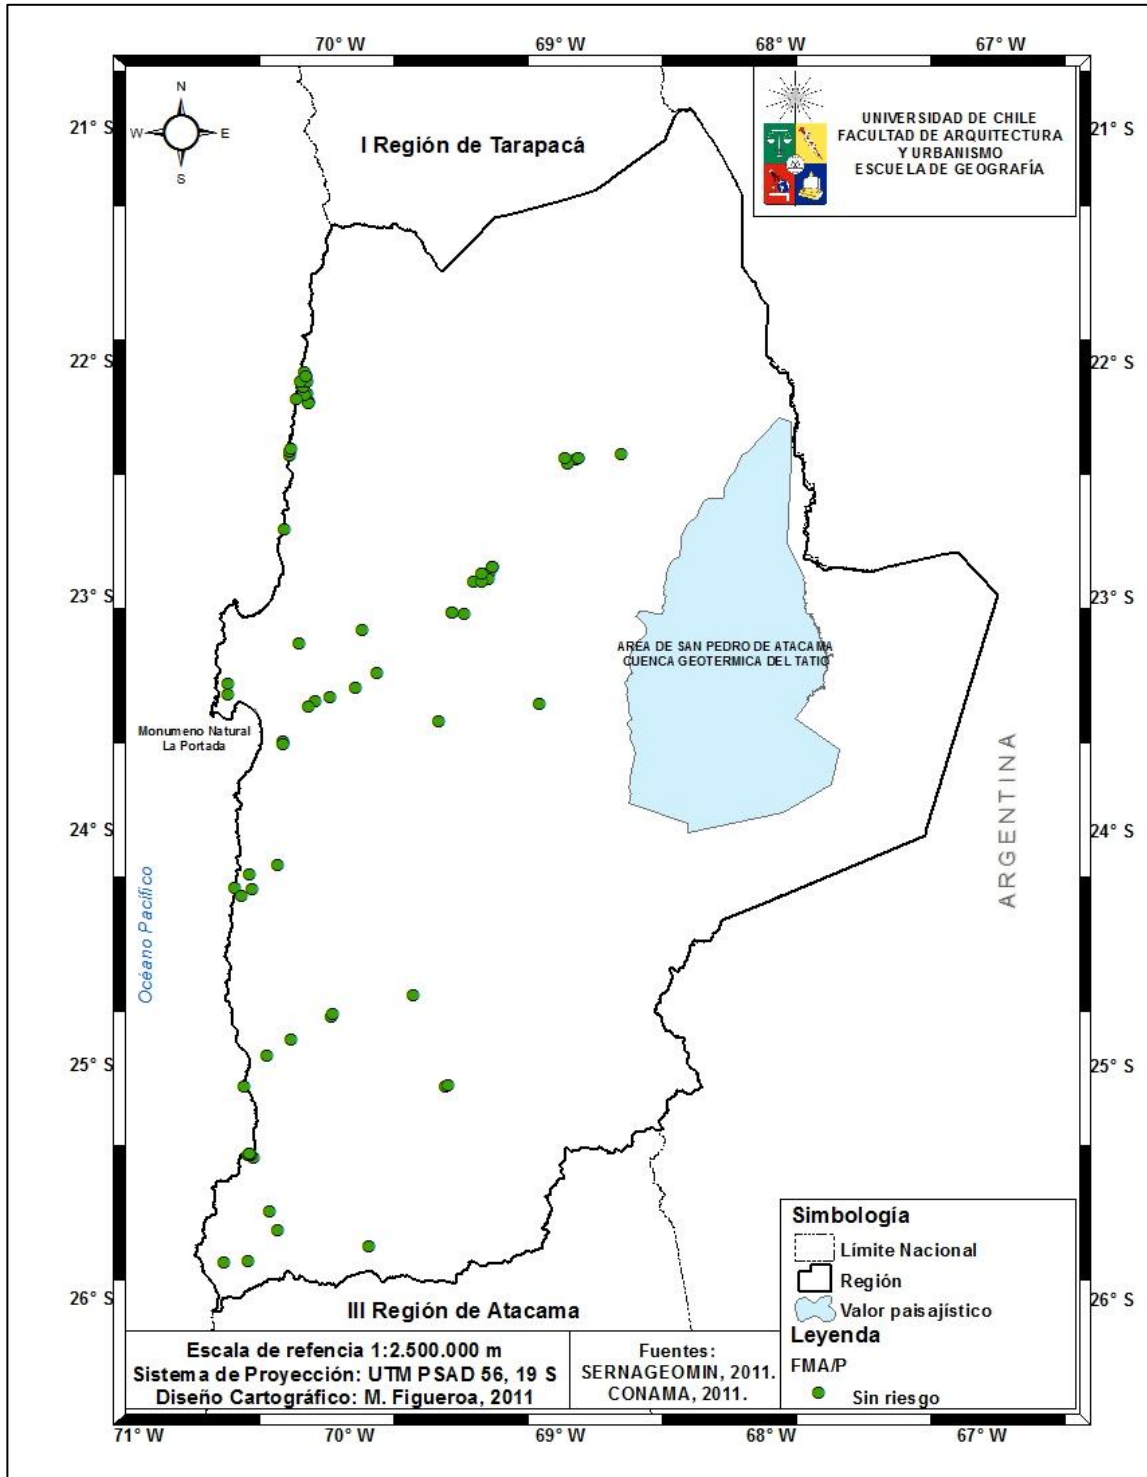 70° W 69° W 68° W 67° W
N
W E
S
UNIVERSIDAD DE CHILE
FACULTAD DE ARQUITECTURA
Y URBANISMO
ESCUELA DE GEOGRAFÍA
I Región de Tarapacá
21° S 21° S
22° S 22° S
23° S 23° S
AREA DE SAN PEDRO DE ATACAMA
CUENCA GEOTERMICA DEL TATIO
Monumeno Natural
La Portada
24° S 24° S
ARGENTINA
Océano Pacífico
25° S 25° S
26° S 26° S
III Región de Atacama
Simbología
Límite Nacional
Región
Valor paisajístico
Leyenda
FMA/P
Sin riesgo
Escala de refencia 1:2.500.000 m
Sistema de Proyección: UTM PSAD 56, 19 S
Diseño Cartográfico: M. Figueroa, 2011
Fuentes:
SERNAGEOMIN, 2011.
CONAMA, 2011.
71° W 70° W 69° W 68° W 67° W